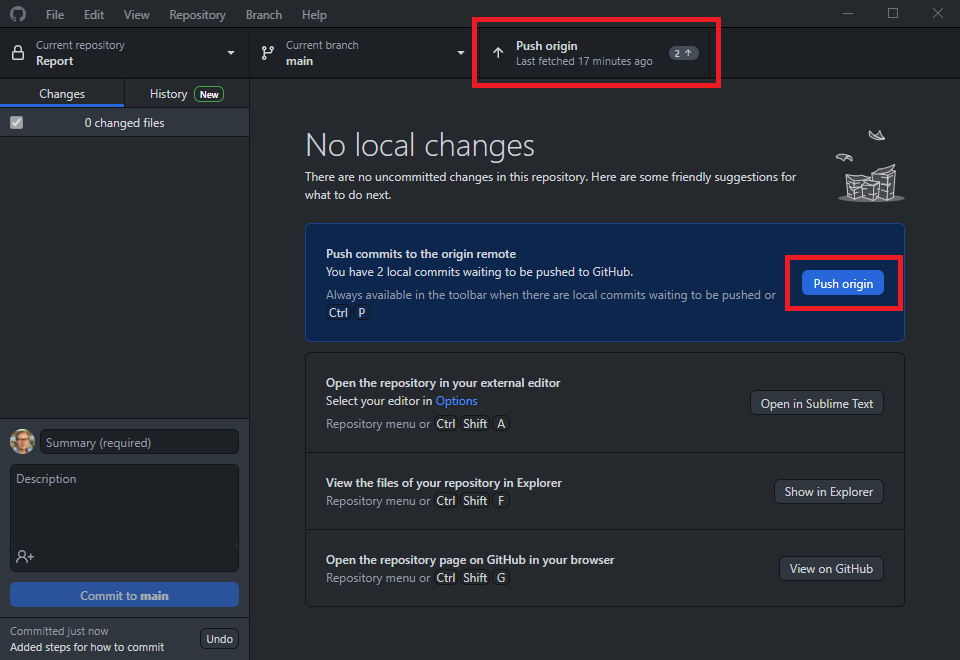 File Edit View Repository Branch Help
Current repository
Report
Current branch
main
Push origin
Last fetched 17 minutes ago
2
Changes
History New
0 changed files
No local changes
There are no uncommitted changes in this repository. Here are some friendly suggestions for
what to do next.
Push commits to the origin remote
You have 2 local commits waiting to be pushed to GitHub.
Always available in the toolbar when there are local commits waiting to be pushed or
Ctrl P
Push origin
Open the repository in your external editor
Select your editor in Options
Repository menu or Ctrl Shift A
Open in Sublime Text
View the files of your repository in Explorer
Repository menu or Ctrl Shift F
Show in Explorer
Open the repository page on GitHub in your browser
Repository menu or Ctrl Shift G
View on GitHub
Summary (required)
Description
Commit to main
Committed just now
Added steps for how to commit
Undo